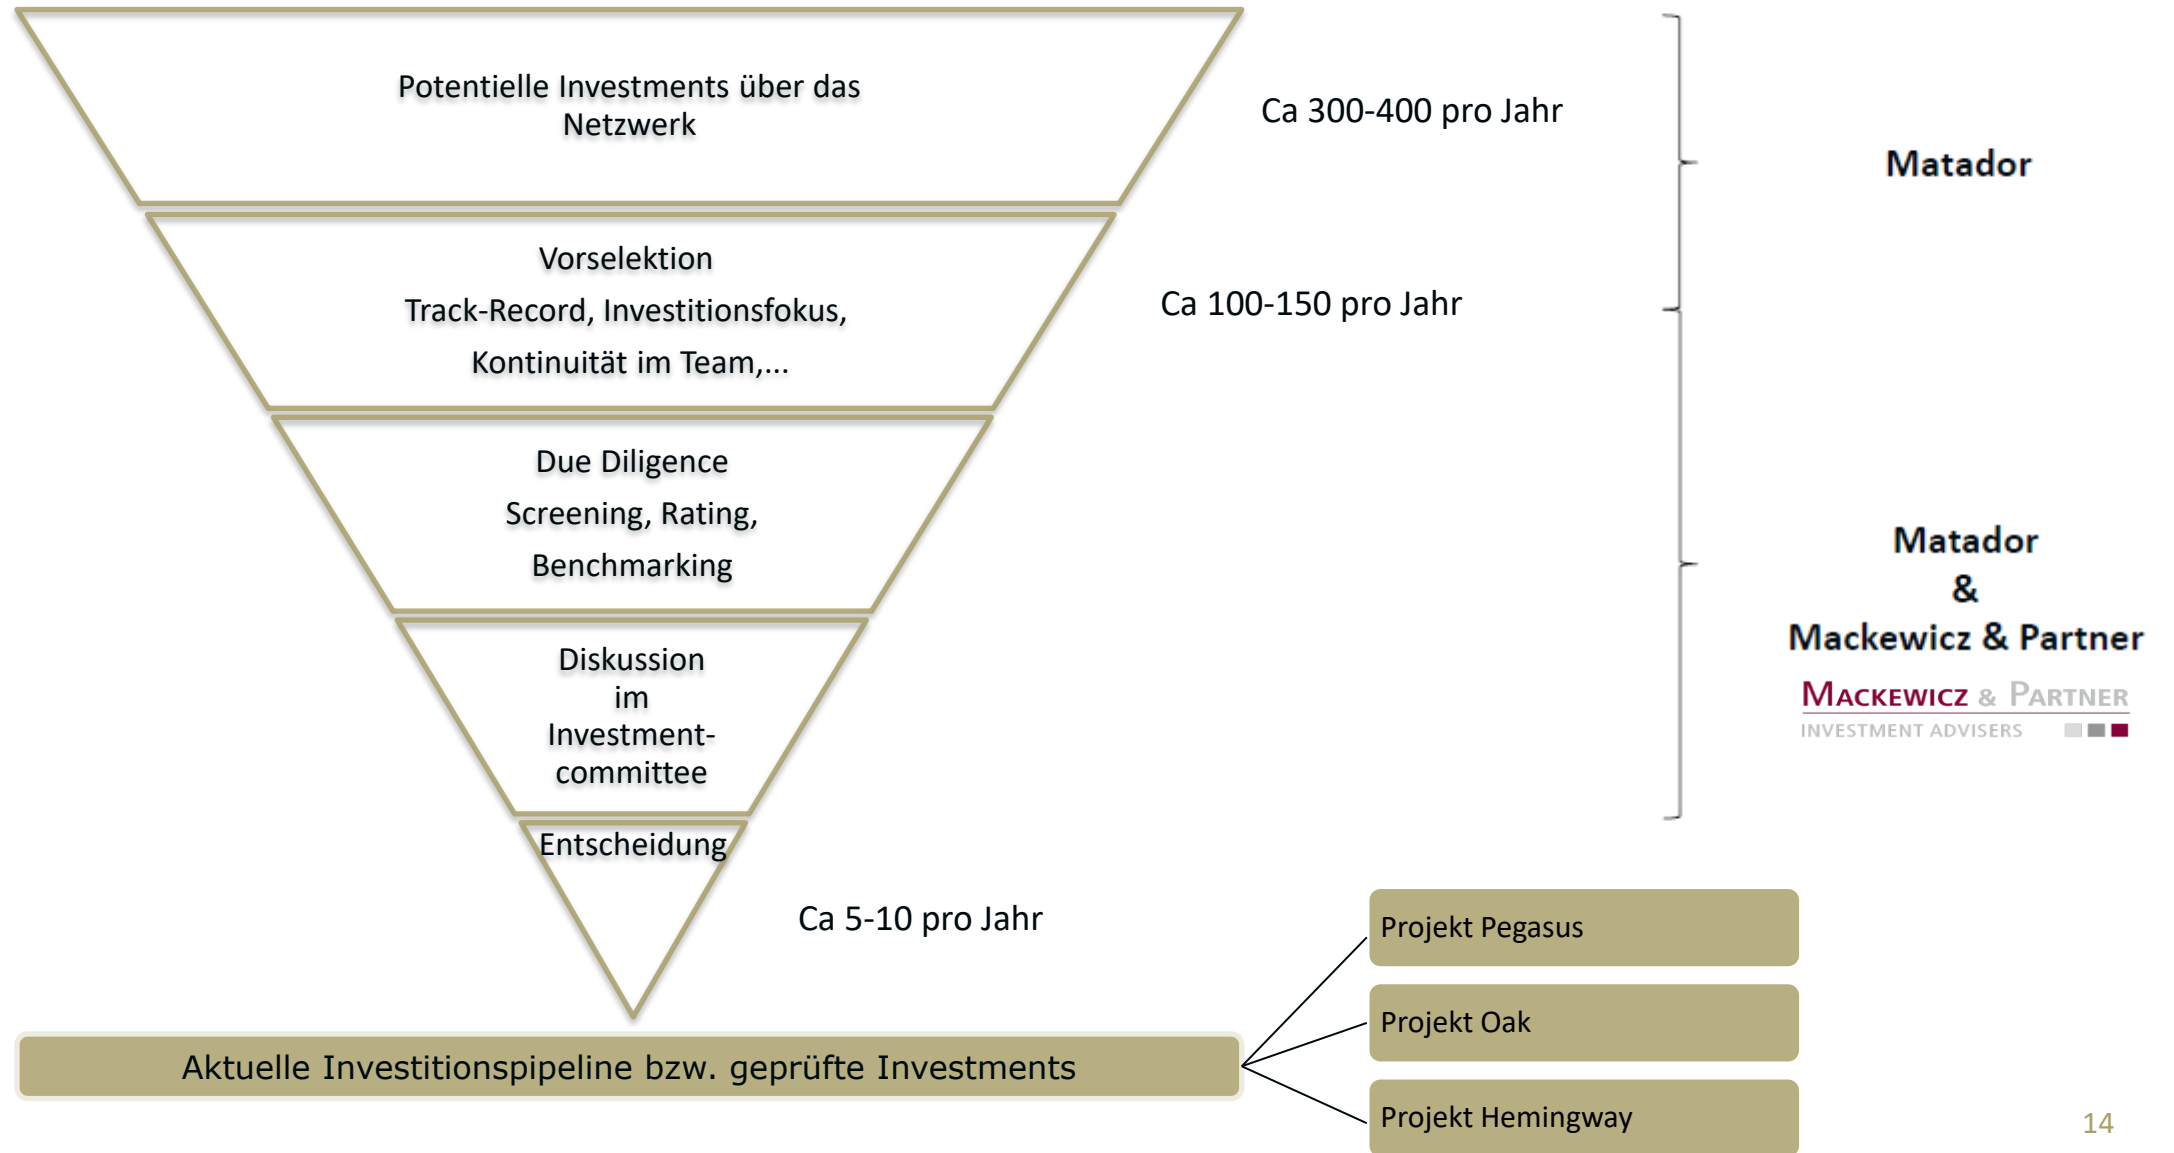 Potentielle Investments über das
Netzwerk
Ca 300-400 pro Jahr
Matador
Vorselektion
Track-Record, Investitionsfokus,
Kontinuität im Team,...
Ca 100-150 pro Jahr
Due Diligence
Screening, Rating,
Benchmarking
Matador
&
Mackewicz & Partner
MACKEWICZ & PARTNER
INVESTMENT ADVISERS
Diskussion
im
Investment-
committee
Entscheidung
Ca 5-10 pro Jahr
Aktuelle Investitionspipeline bzw. geprüfte Investments
Projekt Pegasus
Projekt Oak
Projekt Hemingway
14